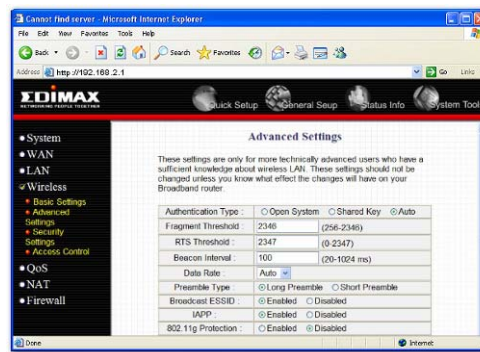 Cannot find server - Microsoft Internet Explorer
File Edit View Favorites Tools Help
Back Search Favorites
Address http://192.168.2.1 Go Links
EDIMAX
NETWORKING PEOPLE TOGETHER
Quick Setup General Seup Status Info System Tool
System
WAN
LAN
Wireless
Basic Settings
Advanced
Settings
Security
Settings
Access Control
QoS
NAT
Firewall
Advanced Settings
These settings are only for more technically advanced users who have a
sufficient knowledge about wireless LAN. These settings should not be
changed unless you know what effect the changes will have on your
Broadband router.
Authentication Type : Open System Shared Key Auto
Fragment Threshold : 2346 (256-2346)
RTS Threshold : 2347 (0-2347)
Beacon Interval : 100 (20-1024 ms)
Data Rate : Auto
Preamble Type : Long Preamble Short Preamble
Broadcast ESSID : Enabled Disabled
IAPP : Enabled Disabled
802.11g Protection : Enabled Disabled
Done Internet